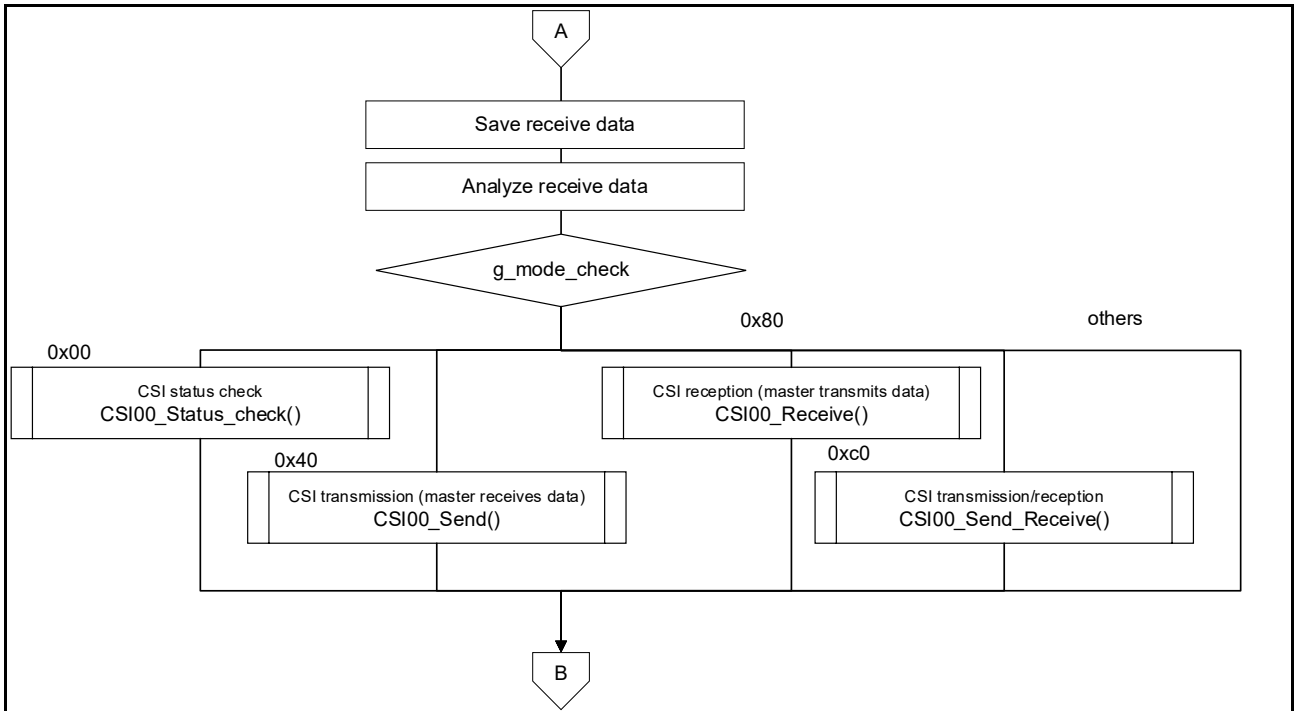 A
Save receive data
Analyze receive data
g_mode_check
0x80
others
0x00
CSI status check
CSI00_Status_check()
CSI reception (master transmits data)
CSI00_Receive()
0x40
0xc0
CSI transmission (master receives data)
CSI00_Send()
CSI transmission/reception
CSI00_Send_Receive()
B